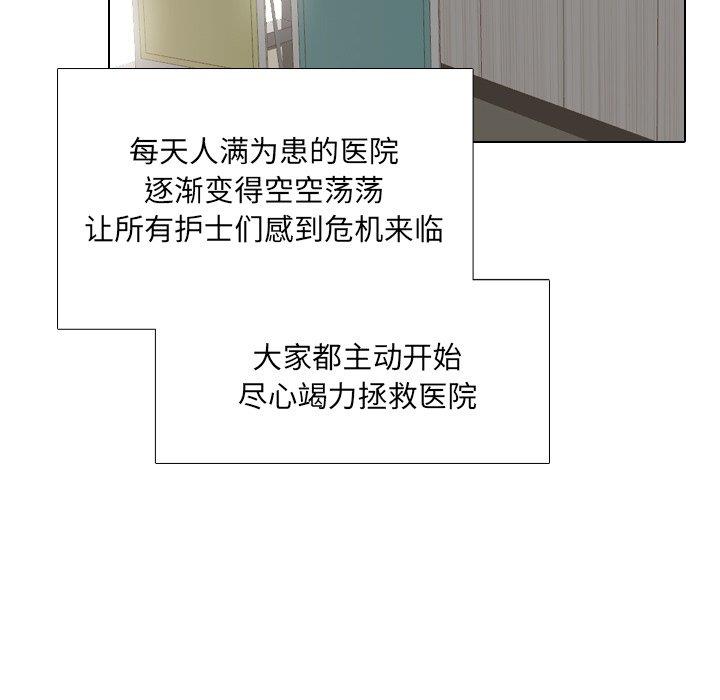 每天人满为患的医院
逐渐变得空空荡荡
让所有护士们感到危机来临
大家都主动开始
尽心竭力拯救医院